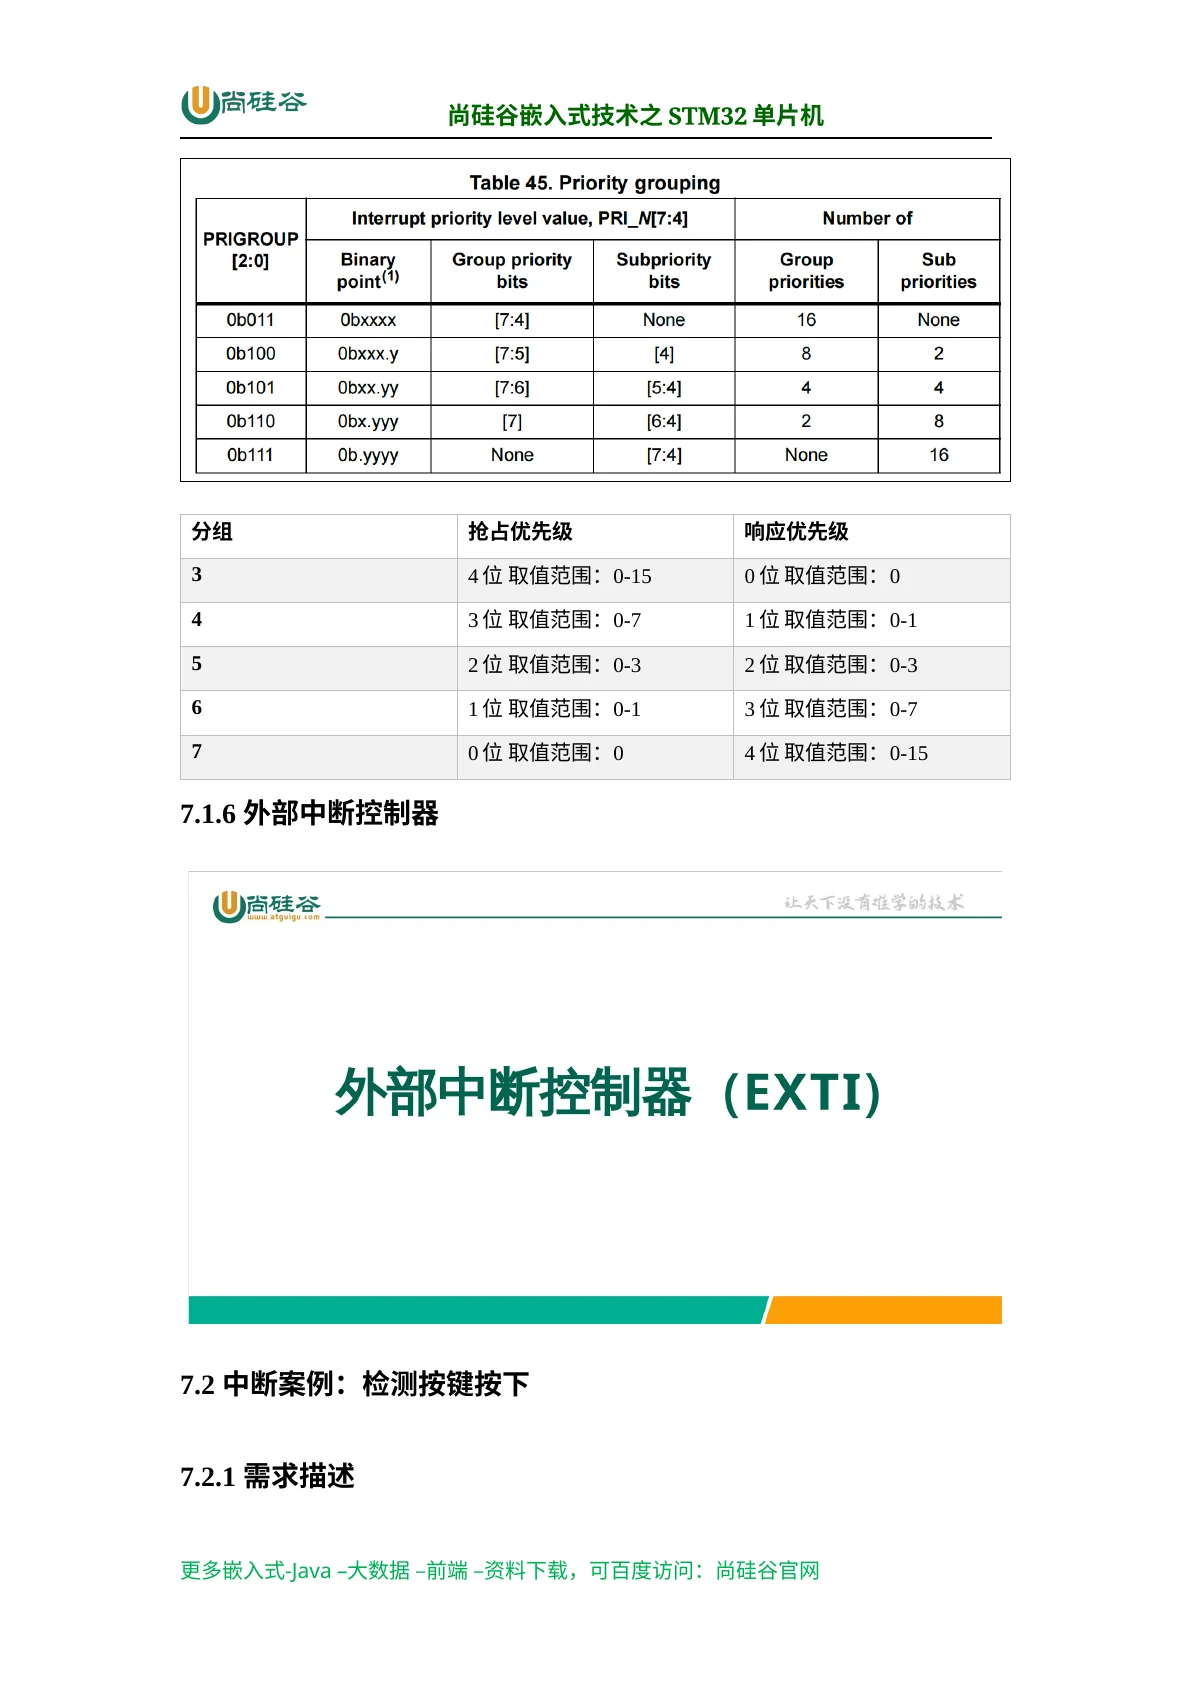 尚硅谷
尚硅谷嵌入式技术之 STM32 单片机
Table 45. Priority grouping
PRIGROUP [2:0] Interrupt priority level value, PRI_N[7:4] Number of
Binary point(1) Group priority bits Subpriority bits Group priorities Sub priorities
0b011 0bxxxx [7:4] None 16 None
0b100 0bxxx.y [7:5] [4] 8 2
0b101 0bxx.yy [7:6] [5:4] 4 4
0b110 0bx.yyy [7] [6:4] 2 8
0b111 0b.yyyy None [7:4] None 16
分组 抢占优先级 响应优先级
3 4 位 取值范围：0-15 0 位 取值范围：0
4 3 位 取值范围：0-7 1 位 取值范围：0-1
5 2 位 取值范围：0-3 2 位 取值范围：0-3
6 1 位 取值范围：0-1 3 位 取值范围：0-7
7 0 位 取值范围：0 4 位 取值范围：0-15
7.1.6 外部中断控制器
尚硅谷
www.atguigu.com
让天下没有难学的技术
外部中断控制器（EXTI）
7.2 中断案例：检测按键按下
7.2.1 需求描述
更多嵌入式-Java –大数据 –前端 –资料下载，可百度访问：尚硅谷官网